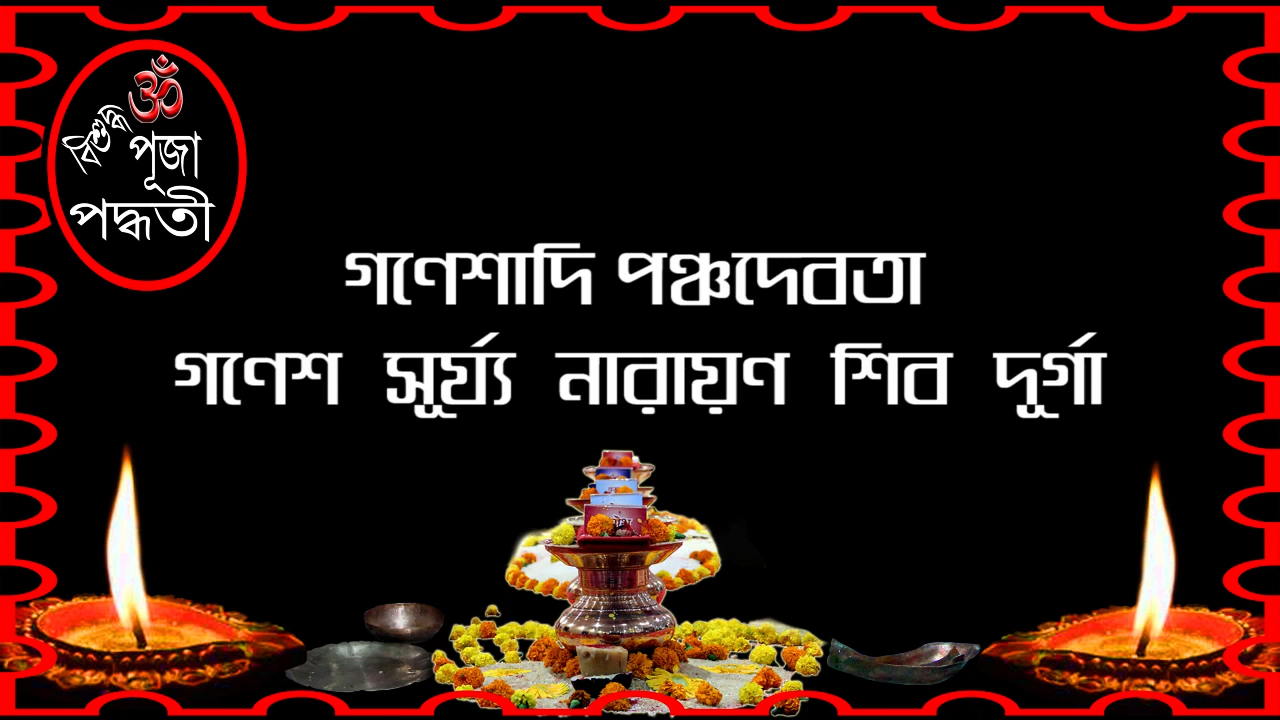 ॐ
বিশুদ্ধ
পূজা
পদ্ধতী
গণেশাদি পঞ্চদেবতা
গণেশ সূর্য্য নারায়ণ শিব দুর্গা